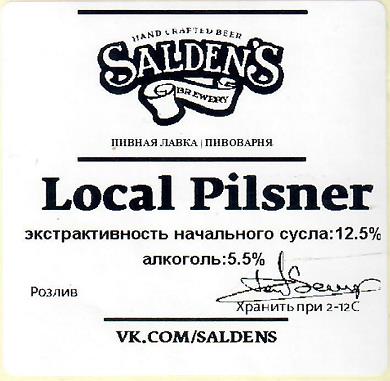 HAND CRAFTED BEER
SALDEN'S
BREWERY
ПИВНАЯ ЛАВКА | ПИВОВАРНЯ
Local Pilsner
экстрактивность начального сусла:12.5%
алкоголь:5.5%
Розлив
Хранить при 2-12С
VK.COM/SALDENS